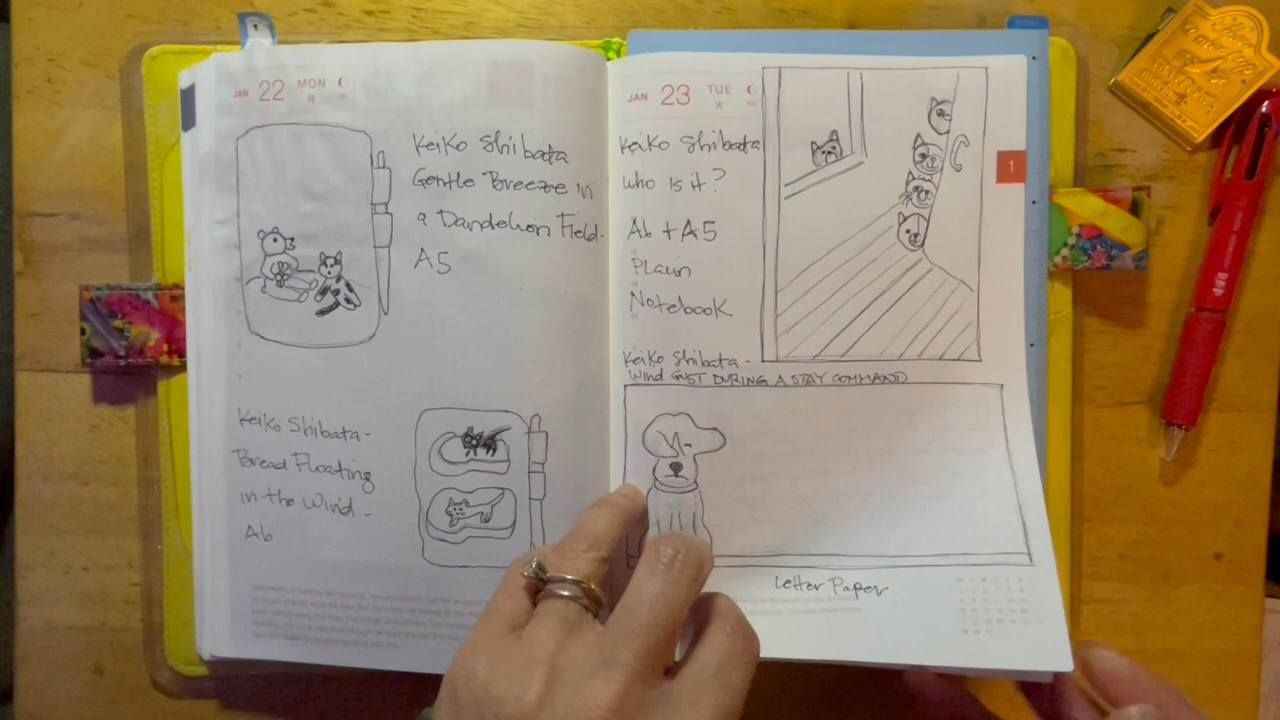 JAN 22 MON
月
Keiko Shibata
Gentle Breeze in
a Dandelion Field.
A5
Keiko Shibata-
Bread Floating
in the Wind-
A6
JAN 23 TUE
火
Keiko Shibata
who is it?
A6 + A5
Plain
Notebook
1
Keiko Shibata-
Wind GUST DURING A STAY COMMAND
Letter Paper